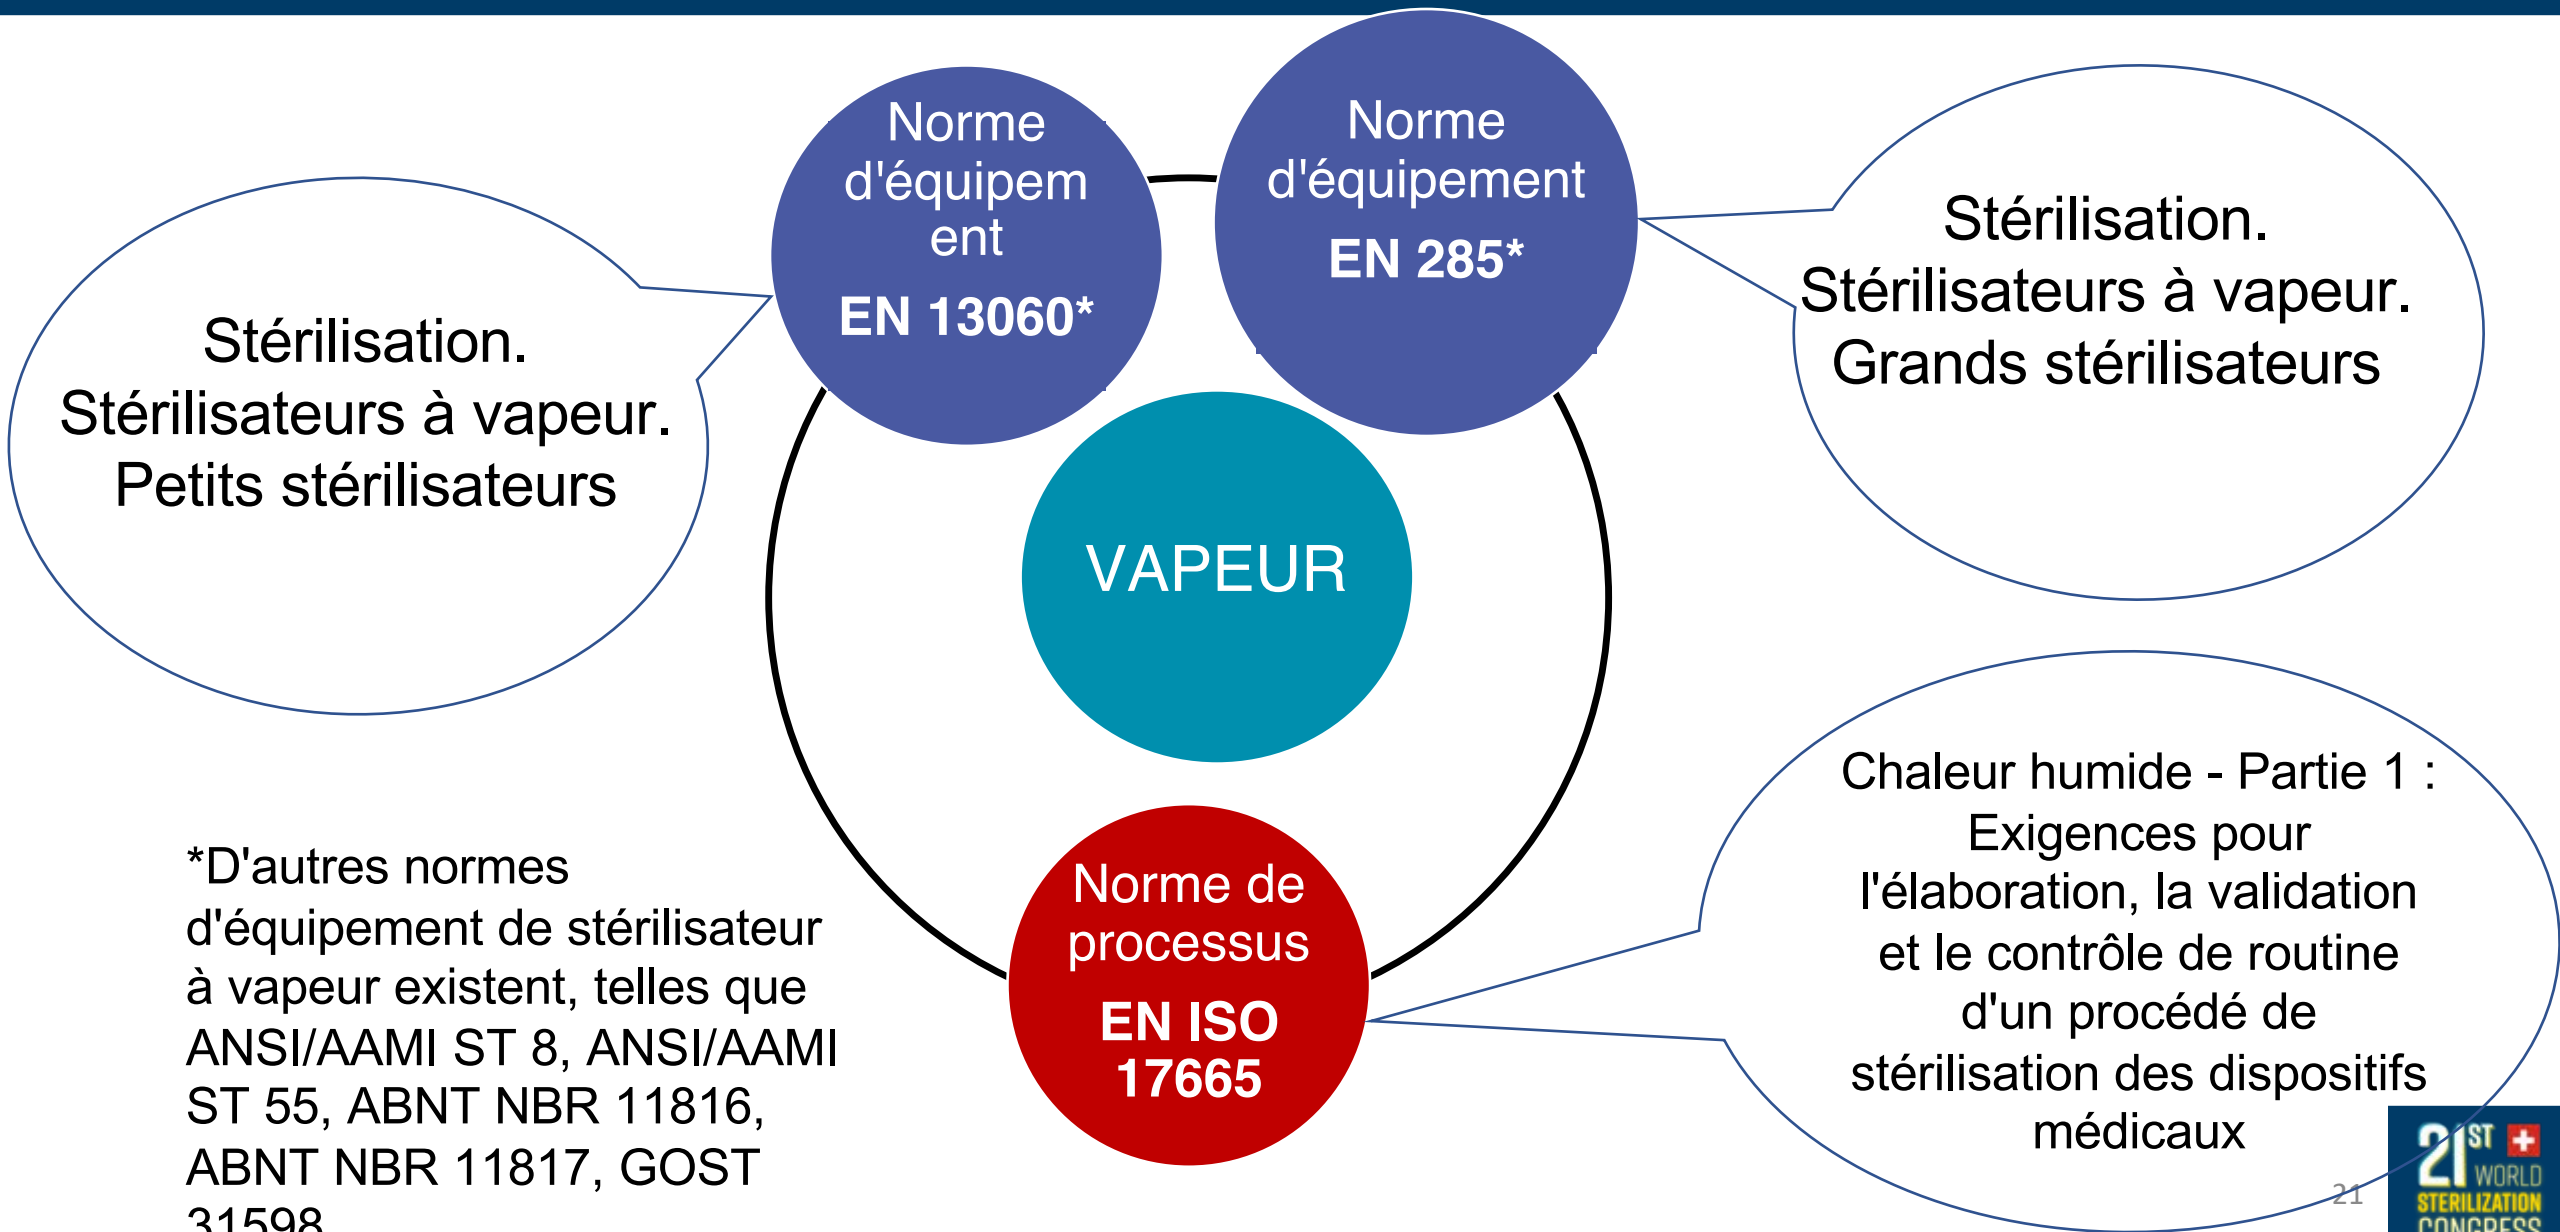 Norme
d'équipem
ent
EN 13060*
Norme
d'équipement
EN 285*
Stérilisation.
Stérilisateurs à vapeur.
Petits stérilisateurs
Stérilisation.
Stérilisateurs à vapeur.
Grands stérilisateurs
VAPEUR
Norme de
processus
EN ISO
17665
Chaleur humide - Partie 1 :
Exigences pour
l'élaboration, la validation
et le contrôle de routine
d'un procédé de
stérilisation des dispositifs
médicaux
*D'autres normes
d'équipement de stérilisateur
à vapeur existent, telles que
ANSI/AAMI ST 8, ANSI/AAMI
ST 55, ABNT NBR 11816,
ABNT NBR 11817, GOST
31598
21
21ST
WORLD
STERILIZATION
CONGRESS